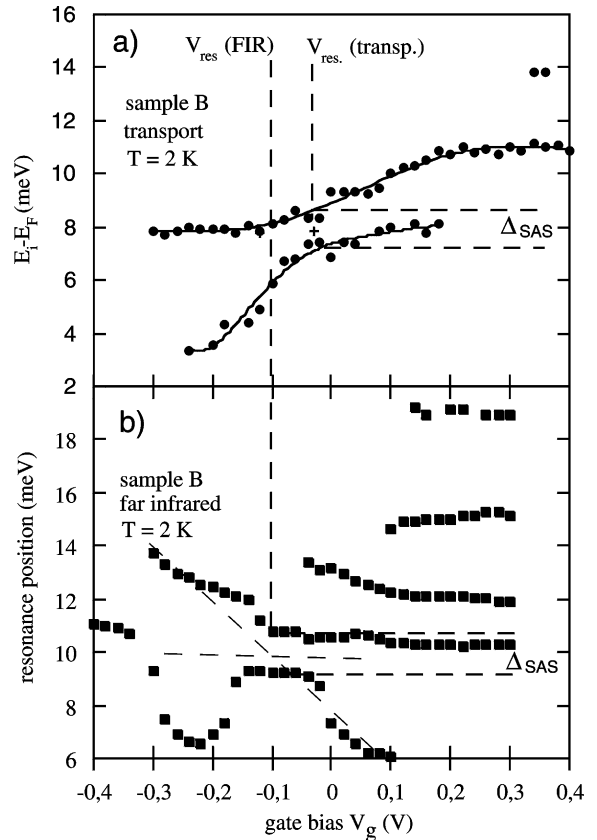 a)
V_res (FIR)
V_res. (transp.)
sample B
transport
T = 2 K
E_i-E_F (meV)
16
14
12
10
8
6
4
2
Δ_SAS
b)
sample B
far infrared
T = 2 K
resonance position (meV)
18
16
14
12
10
8
6
Δ_SAS
-0,4 -0,3 -0,2 -0,1 0 0,1 0,2 0,3 0,4
gate bias V_g (V)